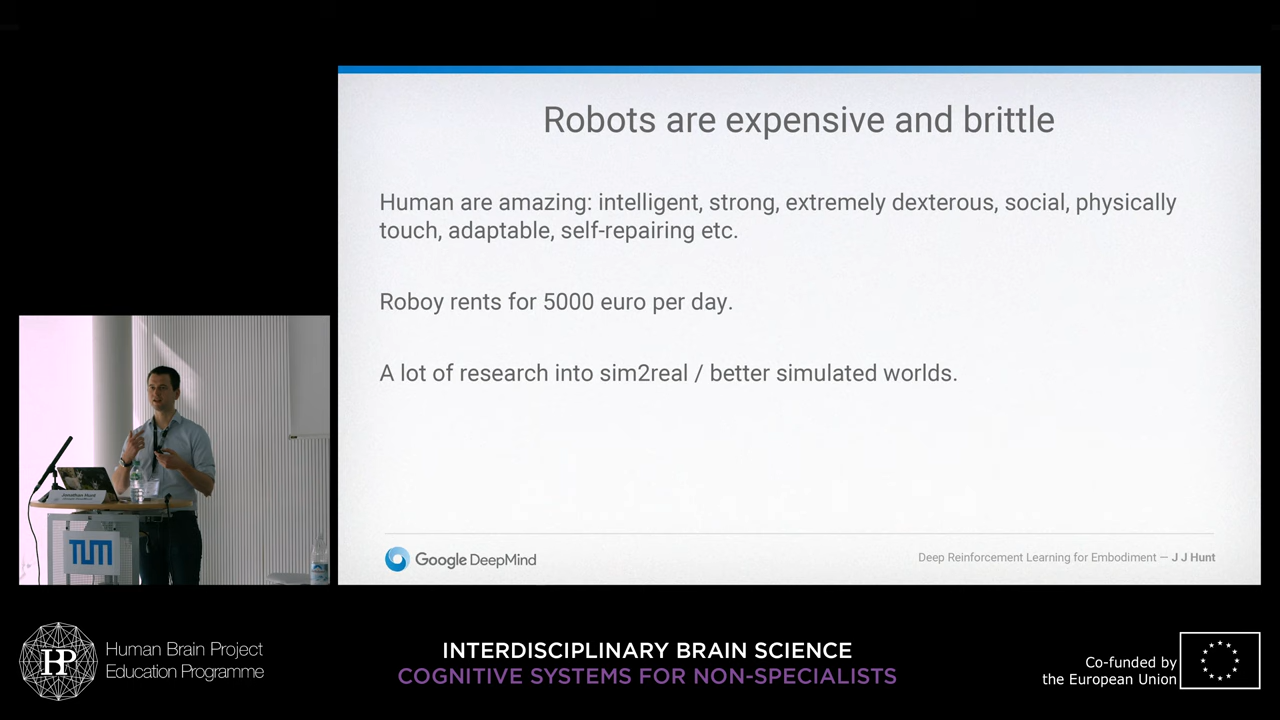 Robots are expensive and brittle
Human are amazing: intelligent, strong, extremely dexterous, social, physically
touch, adaptable, self-repairing etc.
Roboy rents for 5000 euro per day.
A lot of research into sim2real / better simulated worlds.
Google DeepMind
Deep Reinforcement Learning for Embodiment — J J Hunt
Jonathan Hunt
TUM
HP
Human Brain Project
Education Programme
INTERDISCIPLINARY BRAIN SCIENCE
COGNITIVE SYSTEMS FOR NON-SPECIALISTS
Co-funded by
the European Union